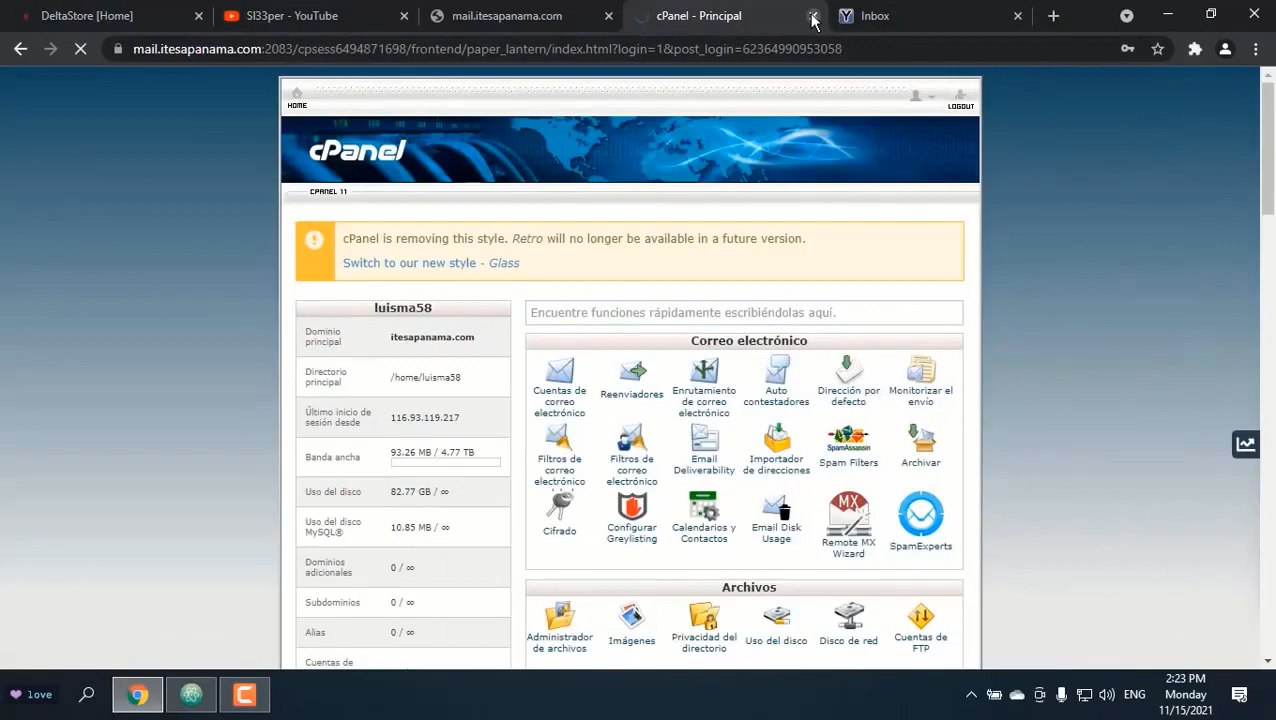 DeltaStore [Home]
Sl33per - YouTube
mail.itesapanama.com
cPanel - Principal
Inbox
mail.itesapanama.com:2083/cpsess6494871698/frontend/paper_lantern/index.html?login=1&post_login=62364990953058
HOME
LOGOUT
cPanel
CPANEL 11
cPanel is removing this style. Retro will no longer be available in a future version.
Switch to our new style - Glass
luisma58
Dominio
principal
itesapanama.com
Directorio
principal
/home/luisma58
Último inicio de
sesión desde
116.93.119.217
Banda ancha
93.26 MB / 4.77 TB
Uso del disco
82.77 GB / ∞
Uso del disco
MySQL®
10.85 MB / ∞
Dominios
adicionales
0 / ∞
Subdominios
0 / ∞
Alias
0 / ∞
Cuentas de
Encuentre funciones rápidamente escribiéndolas aquí.
Correo electrónico
Cuentas de
correo
electrónico
Reenviadores
Enrutamiento
de correo
electrónico
Auto
contestadores
Dirección por
defecto
Monitorizar el
envío
Filtros de
correo
electrónico
Filtros de
correo
electrónico
Email
Deliverability
Importador
de direcciones
SpamAssassin
Spam Filters
Archivar
Cifrado
Configurar
Greylisting
Calendarios y
Contactos
Email Disk
Usage
MX
Remote MX
Wizard
SpamExperts
Archivos
Administrador
de archivos
Imágenes
Privacidad del
directorio
Uso del disco
Disco de red
Cuentas de
FTP
love
ENG
2:23 PM
Monday
11/15/2021